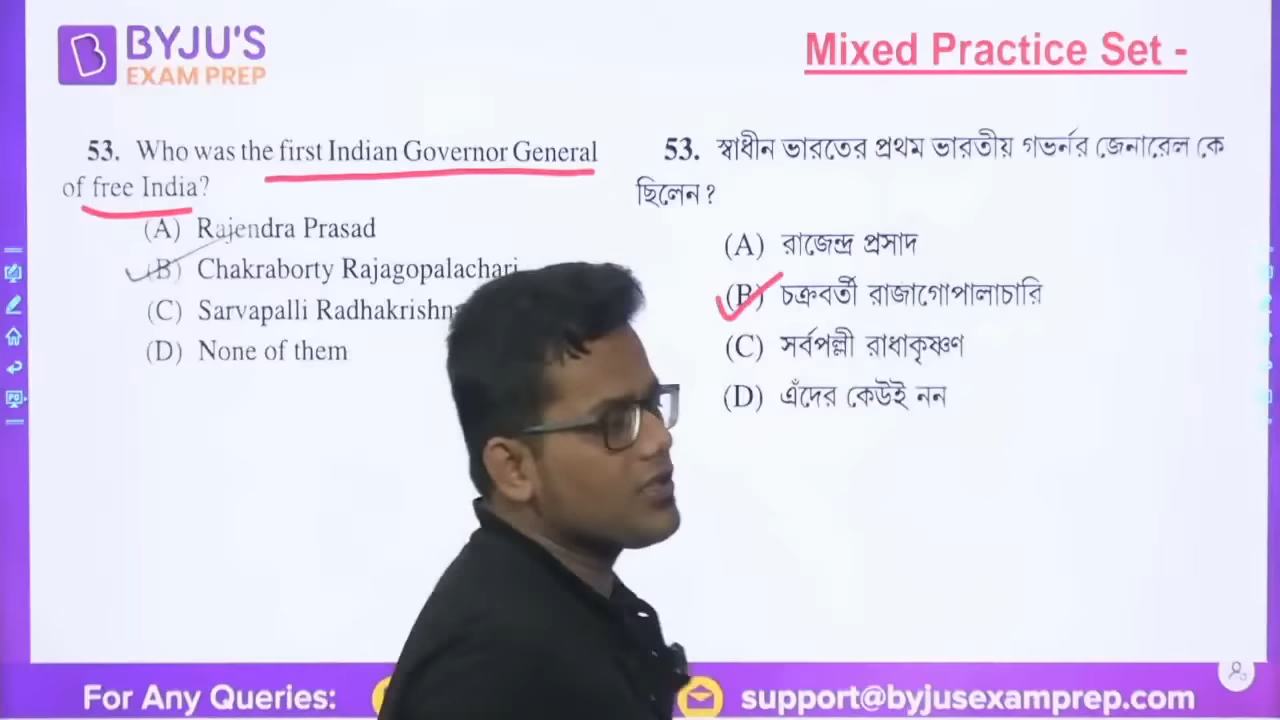 BYJU'S
EXAM PREP
Mixed Practice Set -
53. Who was the first Indian Governor General
of free India?
(A) Rajendra Prasad
(B) Chakraborty Rajagopalachari
(C) Sarvapalli Radhakrishn
(D) None of them
53. স্বাধীন ভারতের প্রথম ভারতীয় গভর্নর জেনারেল কে
ছিলেন?
(A) রাজেন্দ্র প্রসাদ
(B) চক্রবর্তী রাজাগোপালাচারি
(C) সর্বপল্লী রাধাকৃষ্ণণ
(D) এঁদের কেউই নন
For Any Queries:
support@byjusexamprep.com